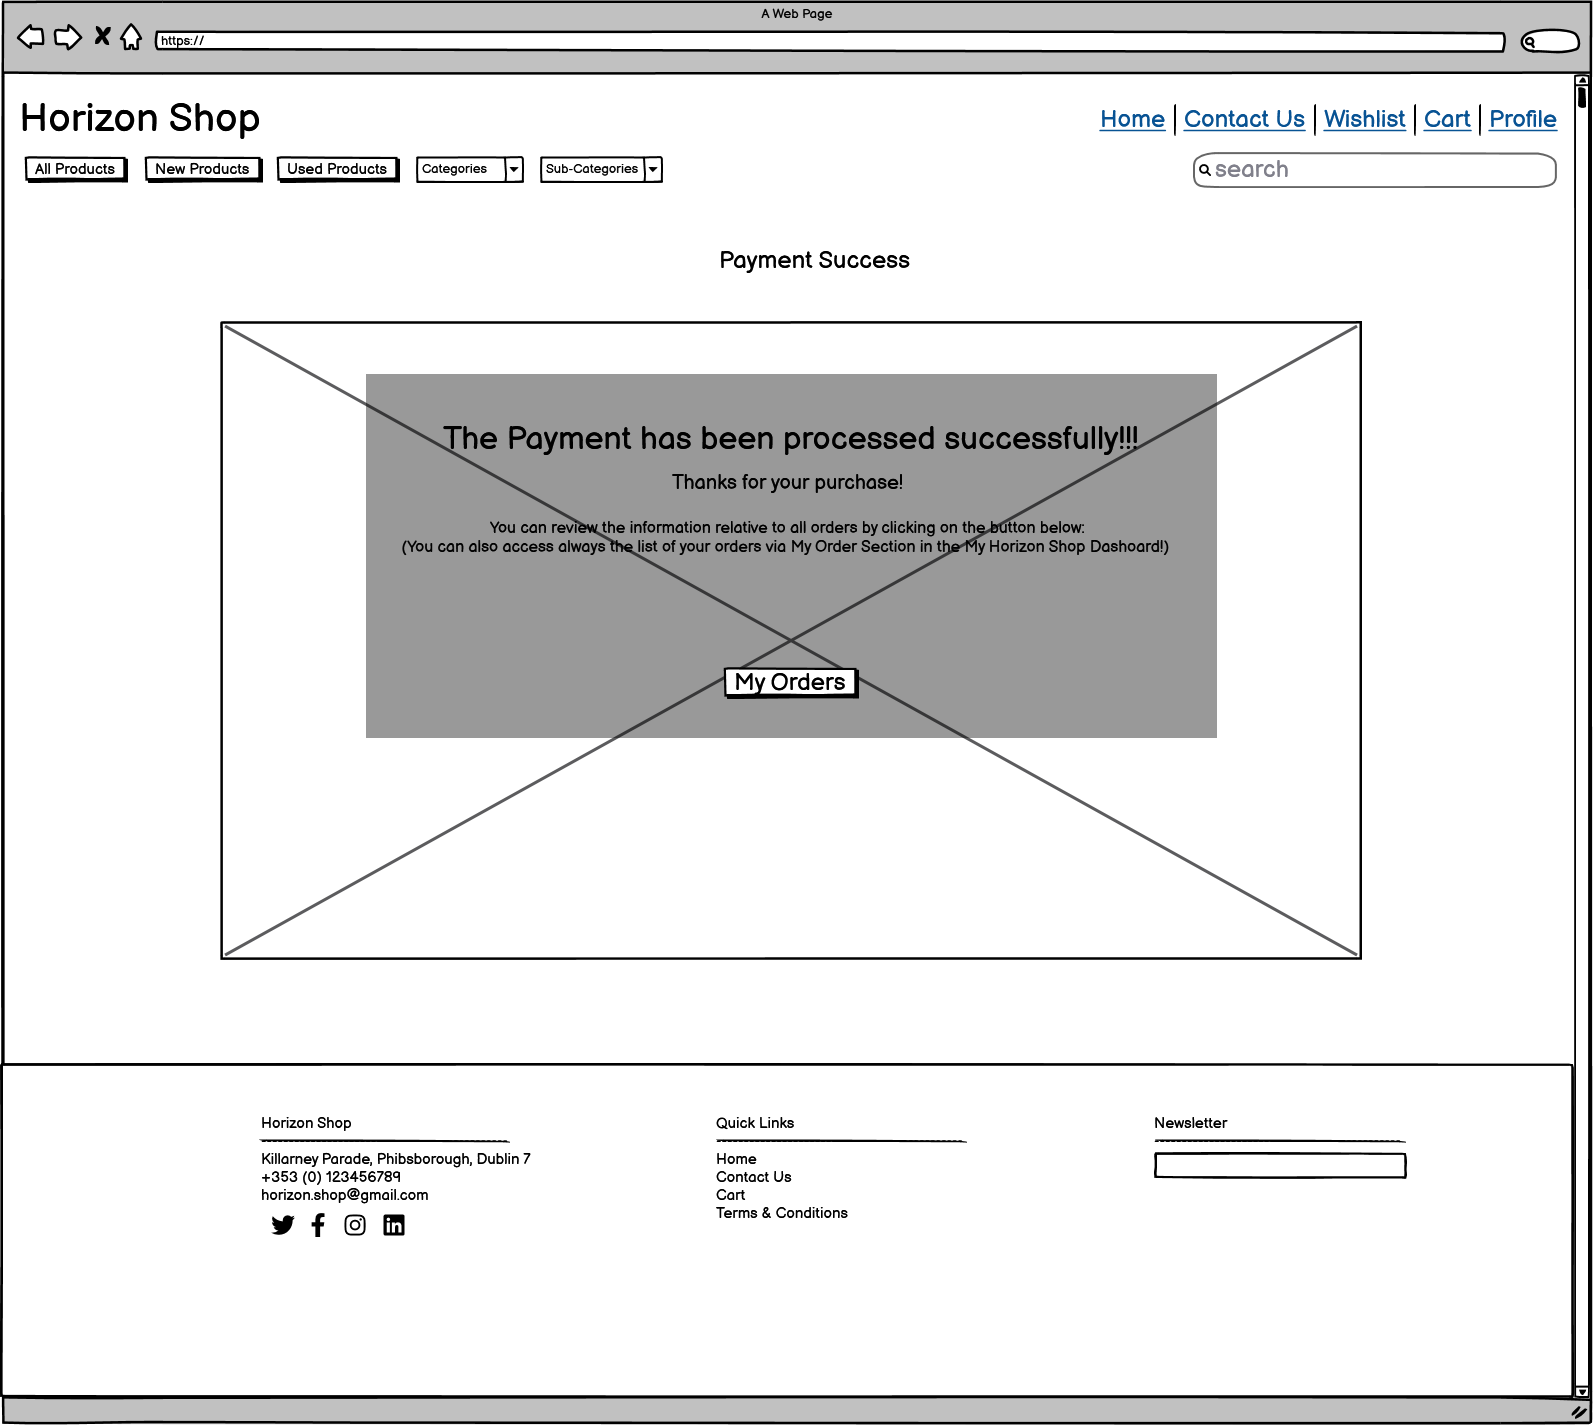 A Web Page
https://
Horizon Shop
Home Contact Us Wishlist Cart Profile
All Products New Products Used Products Categories Sub-Categories search
Payment Success
The Payment has been processed successfully!!!
Thanks for your purchase!
You can review the information relative to all orders by clicking on the button below:
(You can also access always the list of your orders via My Order Section in the My Horizon Shop Dashoard!)
My Orders
Horizon Shop
Killarney Parade, Phibsborough, Dublin 7
+353 (0) 123456789
horizon.shop@gmail.com
Quick Links
Home
Contact Us
Cart
Terms & Conditions
Newsletter